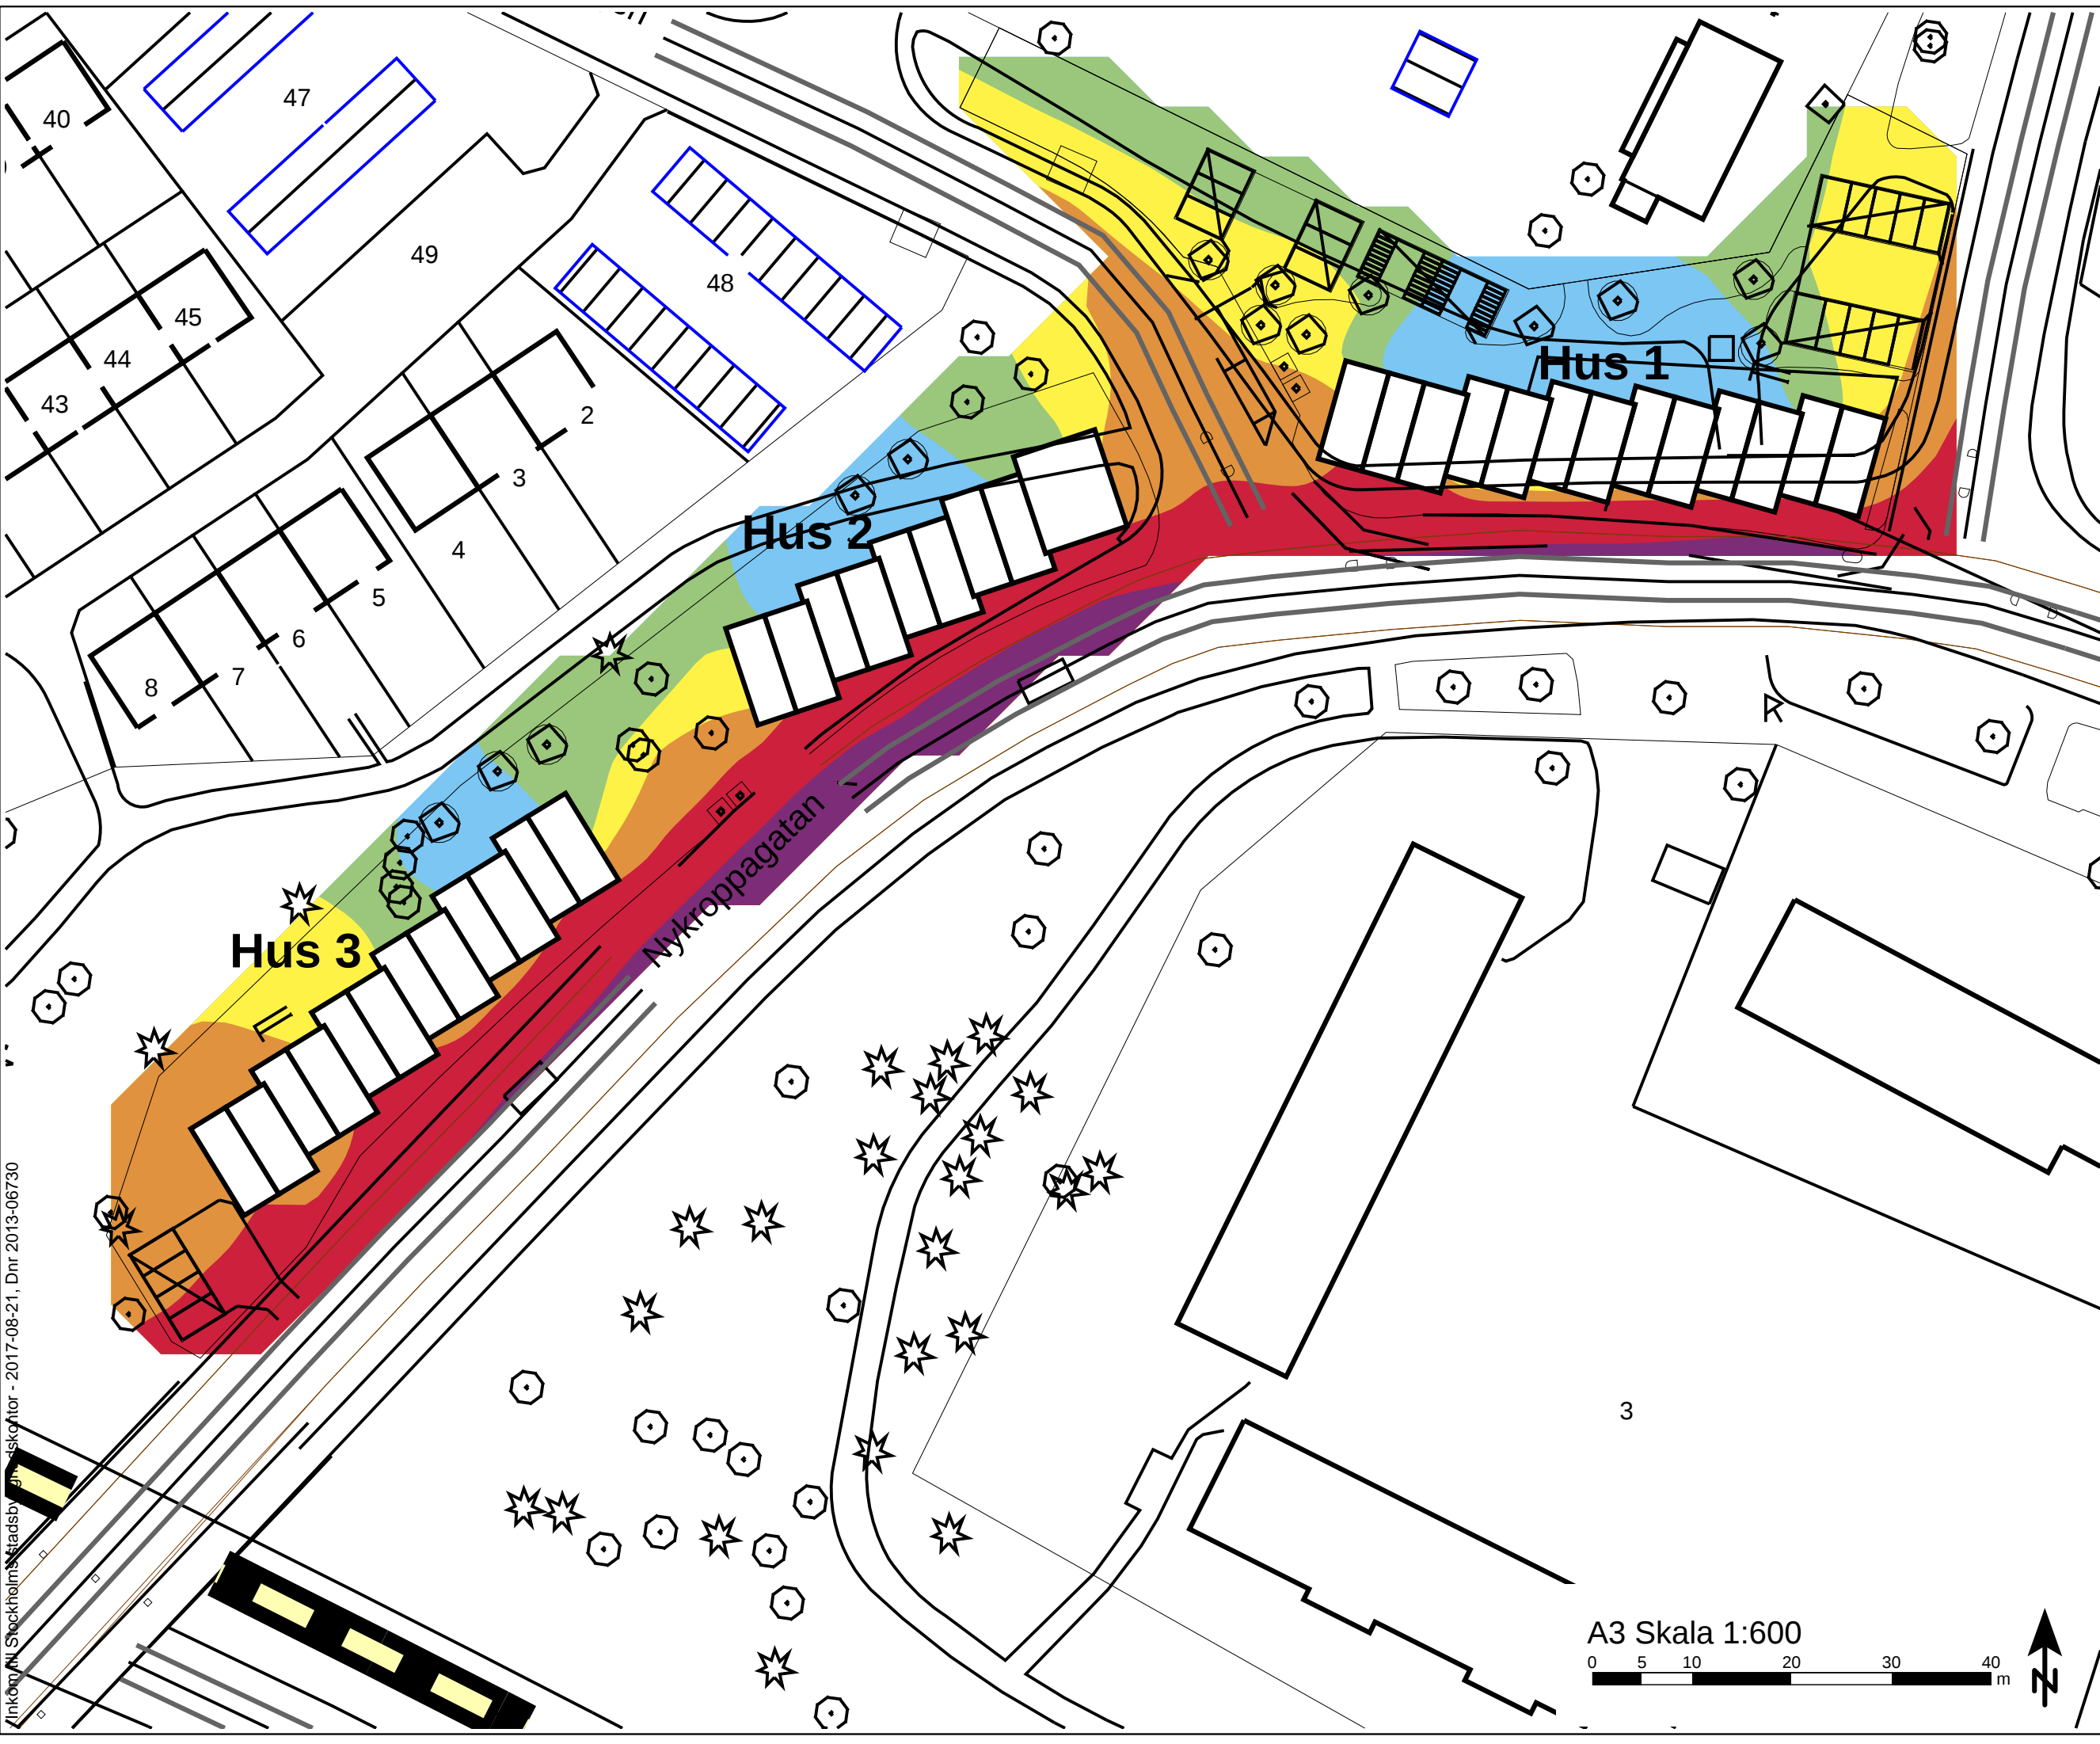 40
47
49
48
45
44
43
2
3
4
5
6
7
8
Hus 1
Hus 2
Hus 3
Nykroppagatan
3
A3 Skala 1:600
0 5 10 20 30 40
m
N
Inkom till Stockholms stadsbyggnadskontor - 2017-08-21, Dnr 2013-06730